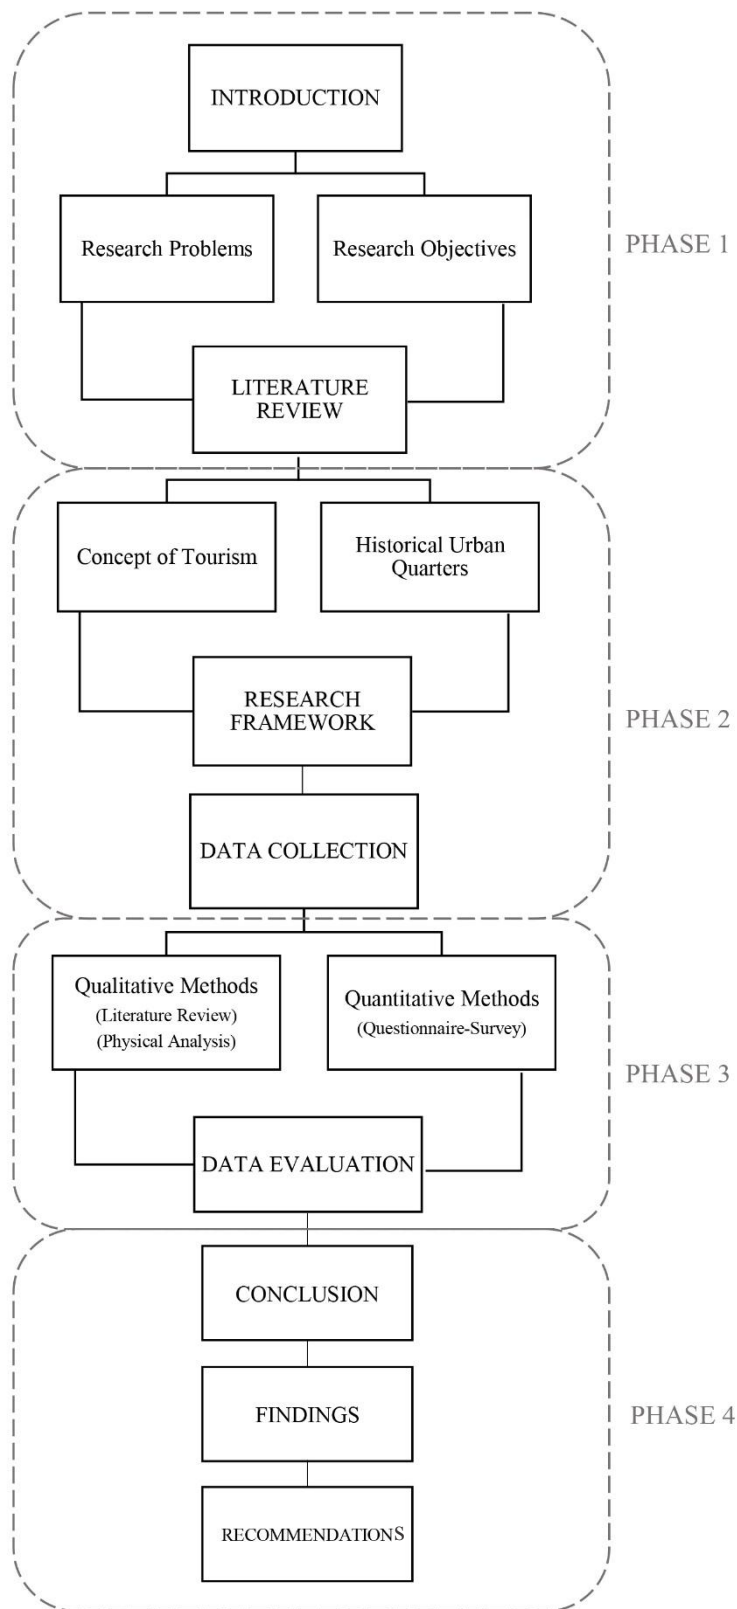 INTRODUCTION
Research Problems
Research Objectives
PHASE 1
LITERATURE
REVIEW
Concept of Tourism
Historical Urban
Quarters
RESEARCH
FRAMEWORK
PHASE 2
DATA COLLECTION
Qualitative Methods
(Literature Review)
(Physical Analysis)
Quantitative Methods
(Questionnaire-Survey)
PHASE 3
DATA EVALUATION
CONCLUSION
FINDINGS
PHASE 4
RECOMMENDATIONS